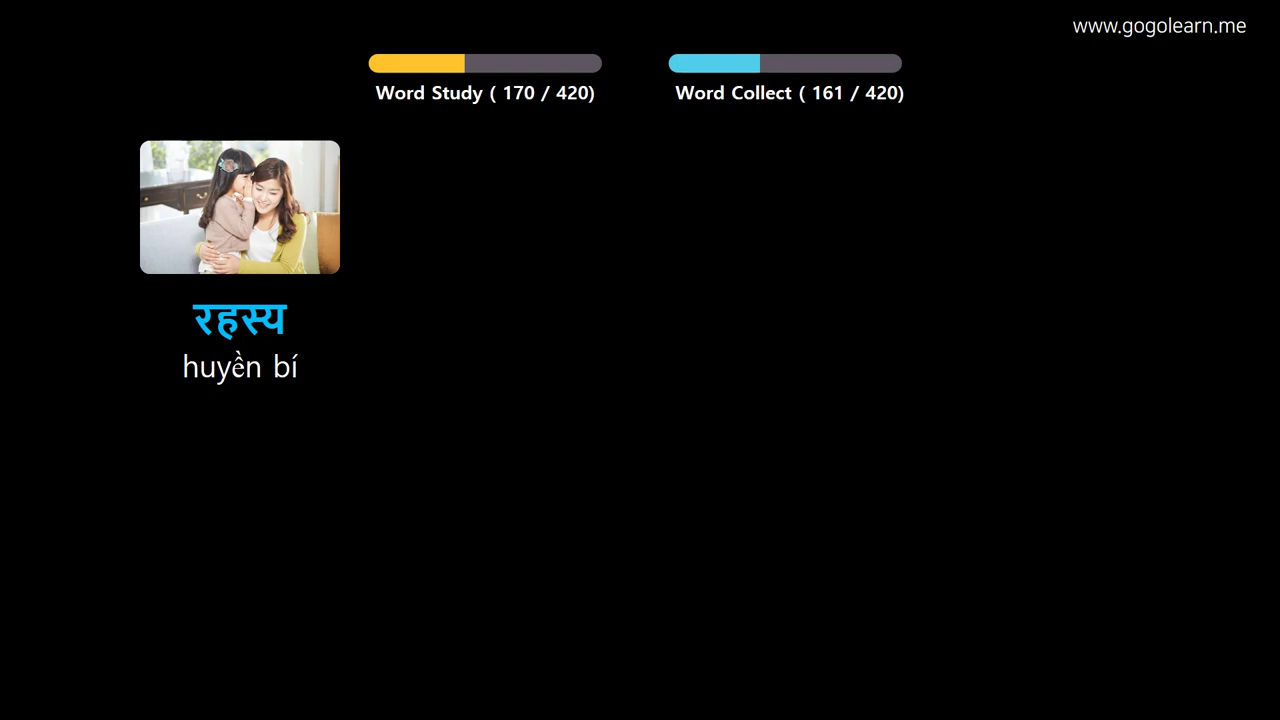 www.gogolearn.me
Word Study ( 170 / 420)
Word Collect ( 161 / 420)
रहस्य
huyền bí